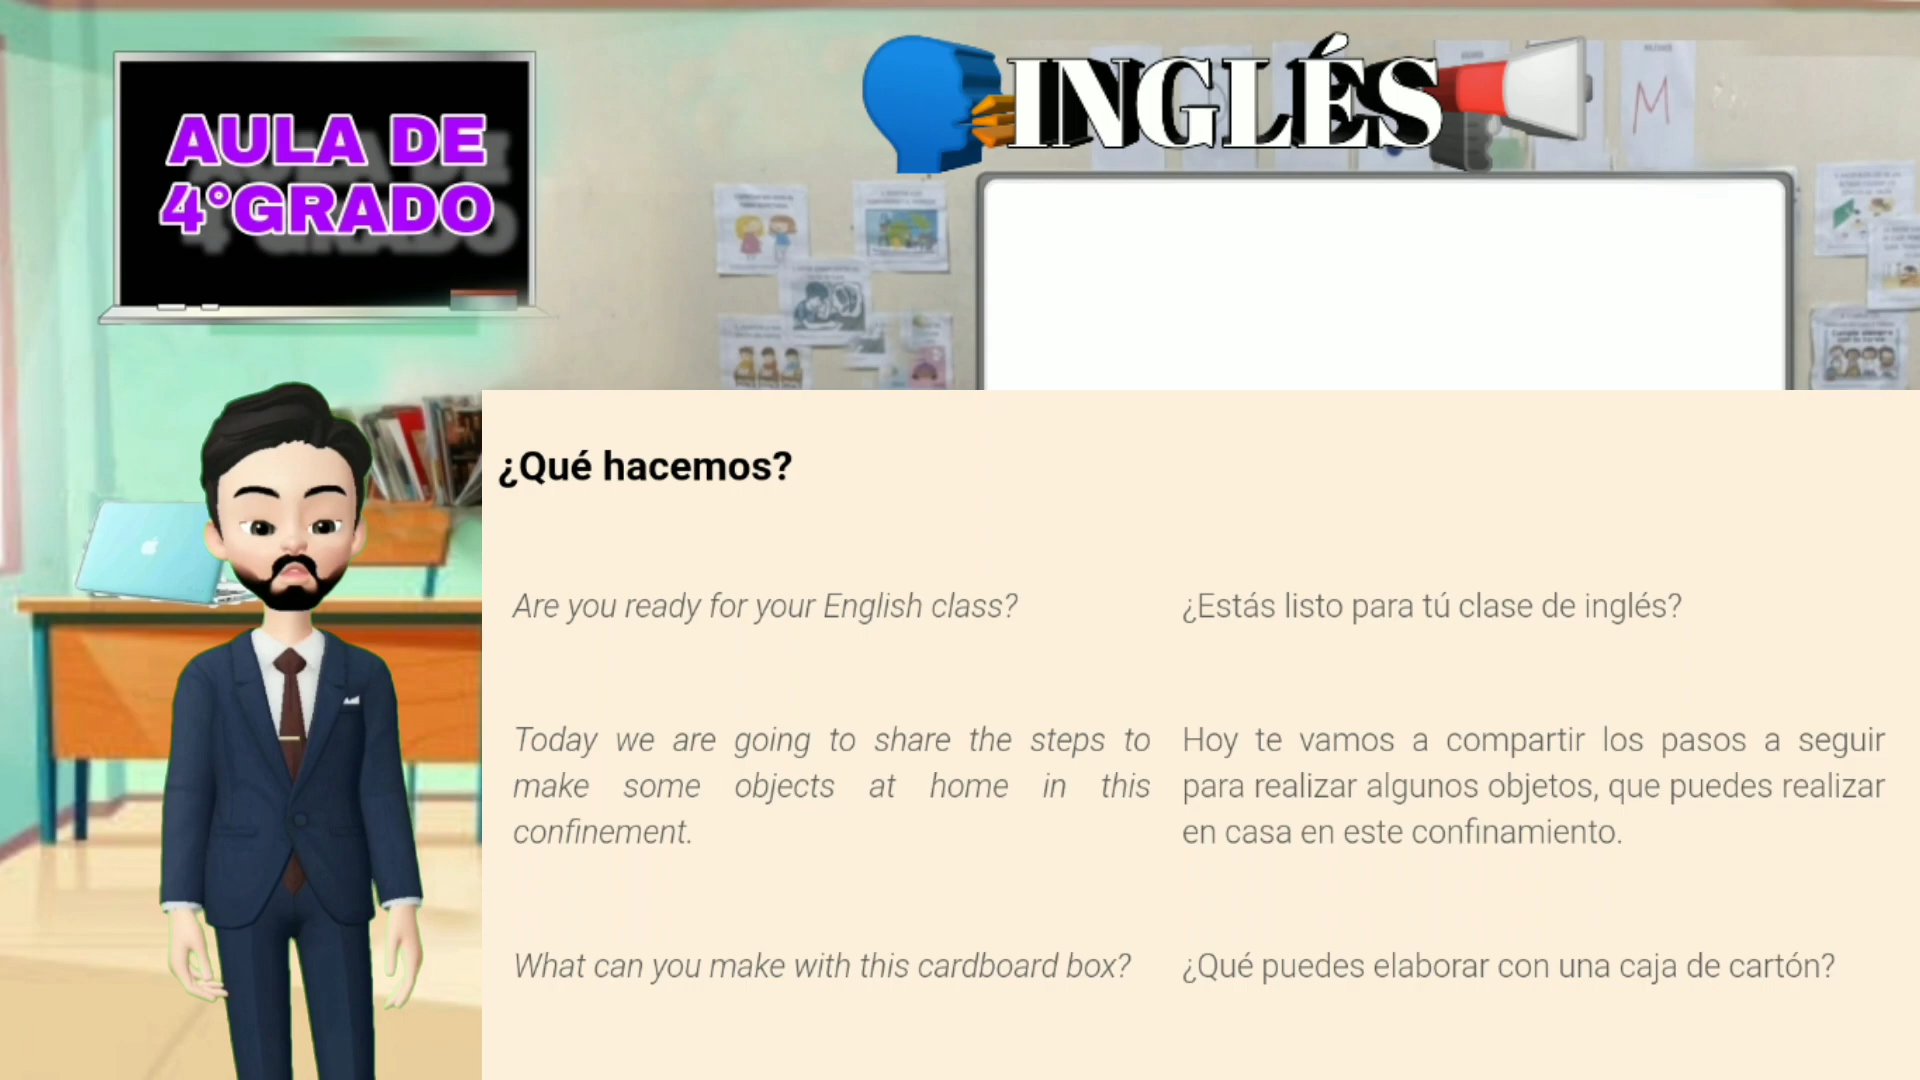 AULA DE
4°GRADO
INGLÉS
M
¿Qué hacemos?
Are you ready for your English class?
¿Estás listo para tú clase de inglés?
Today we are going to share the steps to
make some objects at home in this
confinement.
Hoy te vamos a compartir los pasos a seguir
para realizar algunos objetos, que puedes realizar
en casa en este confinamiento.
What can you make with this cardboard box?
¿Qué puedes elaborar con una caja de cartón?